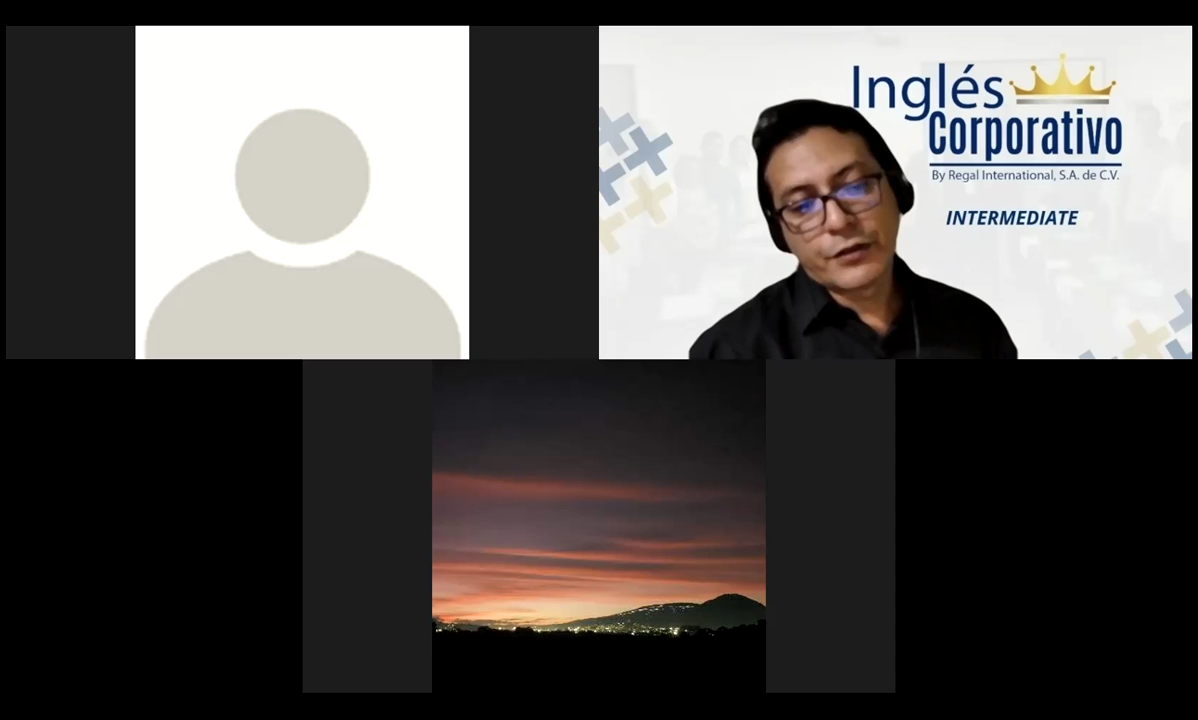 Inglés
Corporativo
By Regal International, S.A. de C.V.
INTERMEDIATE